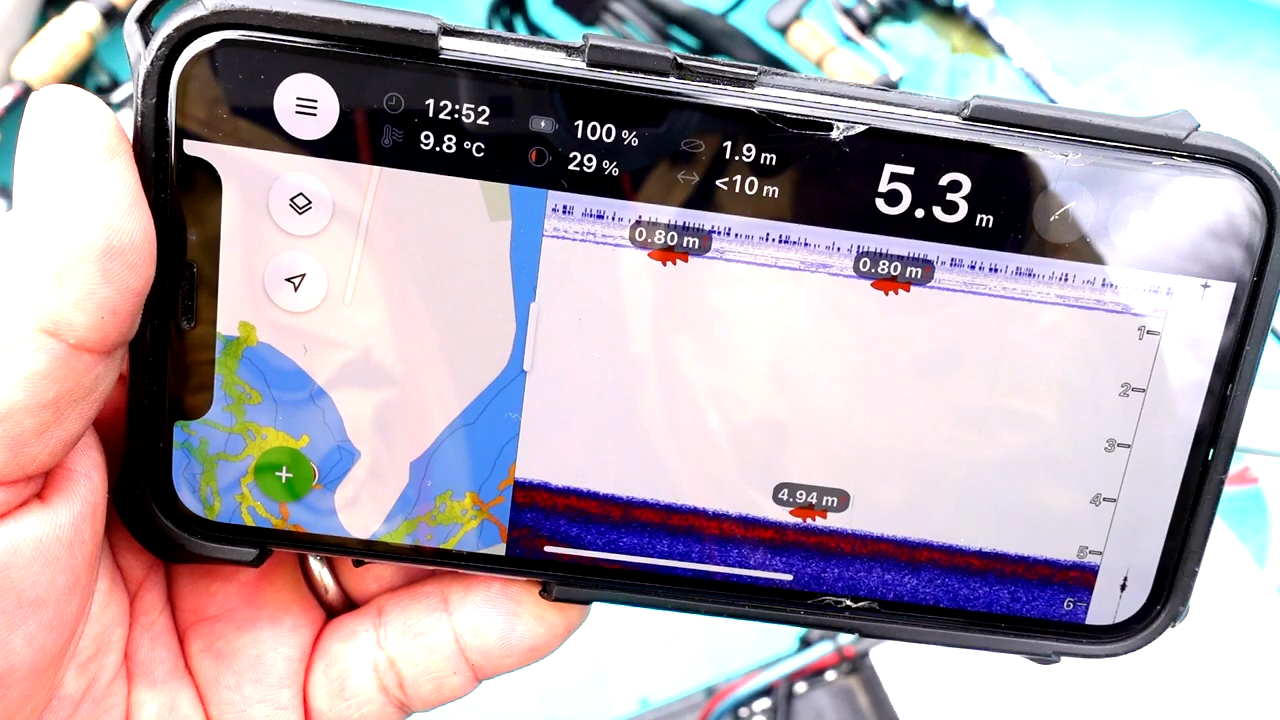 12:52
9.8 °C
100 %
29 %
1.9 m
<10 m
5.3 m
0.80 m
0.80 m
4.94 m
1
2
3
4
5
6